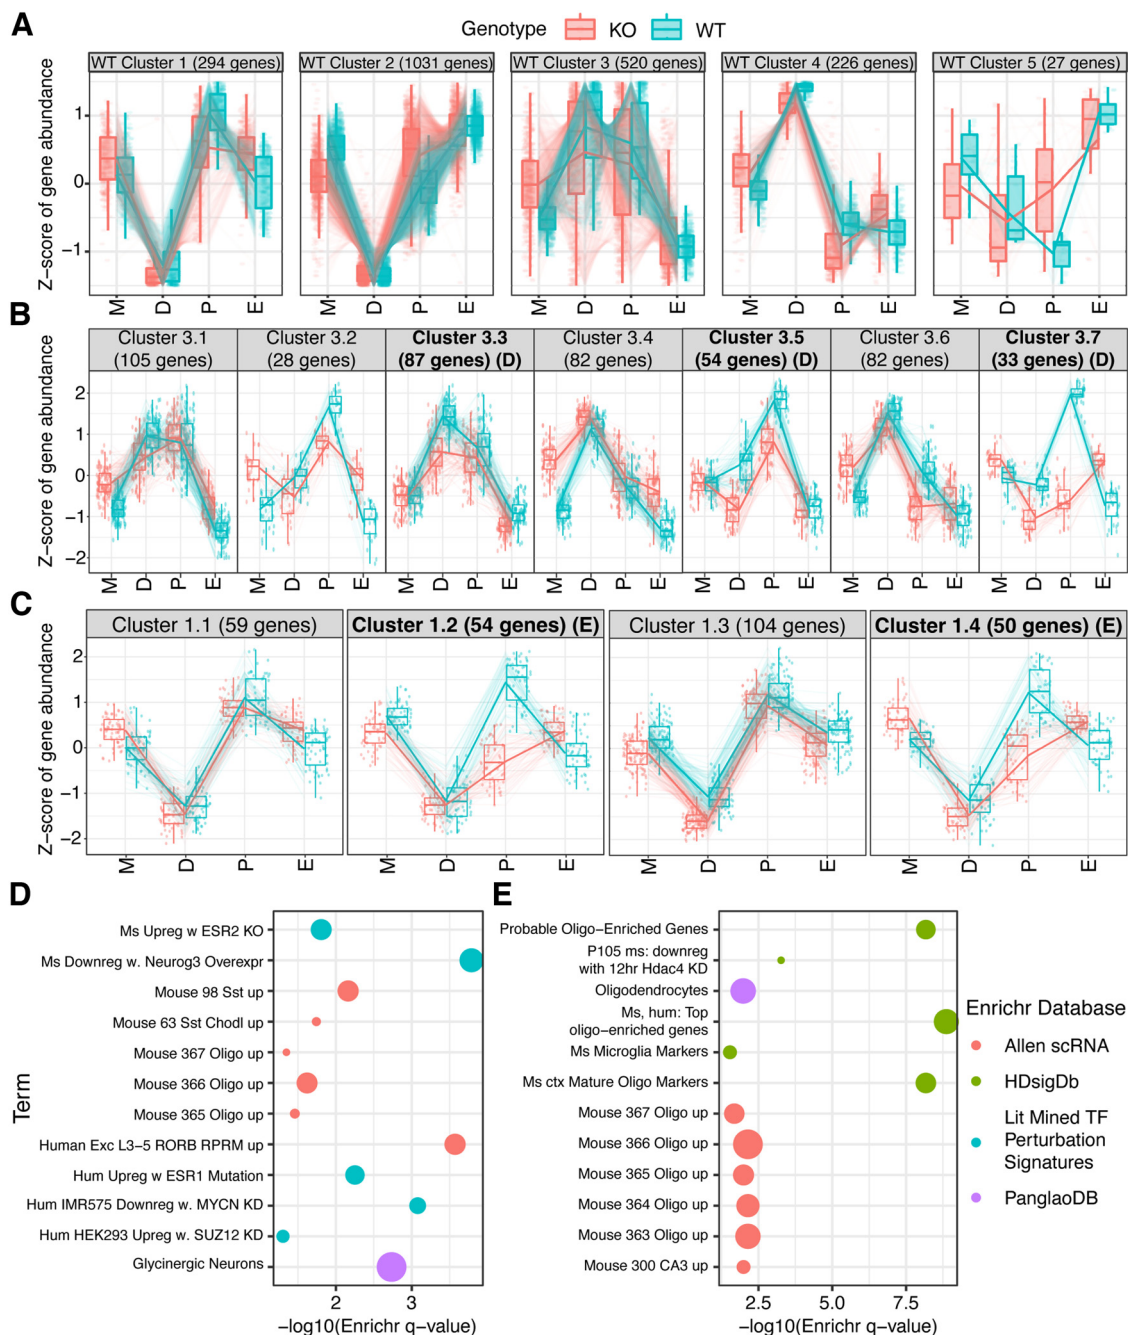 A
Genotype KO WT
WT Cluster 1 (294 genes) WT Cluster 2 (1031 genes) WT Cluster 3 (520 genes) WT Cluster 4 (226 genes) WT Cluster 5 (27 genes)
Z−score of gene abundance
1
0
−1
M D P E M D P E M D P E M D P E M D P E
B
Cluster 3.1 Cluster 3.2 Cluster 3.3 Cluster 3.4 Cluster 3.5 Cluster 3.6 Cluster 3.7
(105 genes) (28 genes) (87 genes) (D) (82 genes) (54 genes) (D) (82 genes) (33 genes) (D)
Z−score of gene abundance
2
1
0
−1
−2
M D P E M D P E M D P E M D P E M D P E M D P E M D P E
C
Cluster 1.1 (59 genes) Cluster 1.2 (54 genes) (E) Cluster 1.3 (104 genes) Cluster 1.4 (50 genes) (E)
Z−score of gene abundance
2
1
0
−1
−2
M D P E M D P E M D P E M D P E
D
Term
Ms Upreg w ESR2 KO
Ms Downreg w. Neurog3 Overexpr
Mouse 98 Sst up
Mouse 63 Sst Chodl up
Mouse 367 Oligo up
Mouse 366 Oligo up
Mouse 365 Oligo up
Human Exc L3−5 RORB RPRM up
Hum Upreg w ESR1 Mutation
Hum IMR575 Downreg w. MYCN KD
Hum HEK293 Upreg w. SUZ12 KD
Glycinergic Neurons
2 3
−log10(Enrichr q−value)
E
Probable Oligo−Enriched Genes
P105 ms: downreg
with 12hr Hdac4 KD
Oligodendrocytes
Ms, hum: Top
oligo−enriched genes
Ms Microglia Markers
Ms ctx Mature Oligo Markers
Mouse 367 Oligo up
Mouse 366 Oligo up
Mouse 365 Oligo up
Mouse 364 Oligo up
Mouse 363 Oligo up
Mouse 300 CA3 up
2.5 5.0 7.5
−log10(Enrichr q−value)
Enrichr Database
Allen scRNA
HDsigDb
Lit Mined TF
Perturbation
Signatures
PanglaoDB